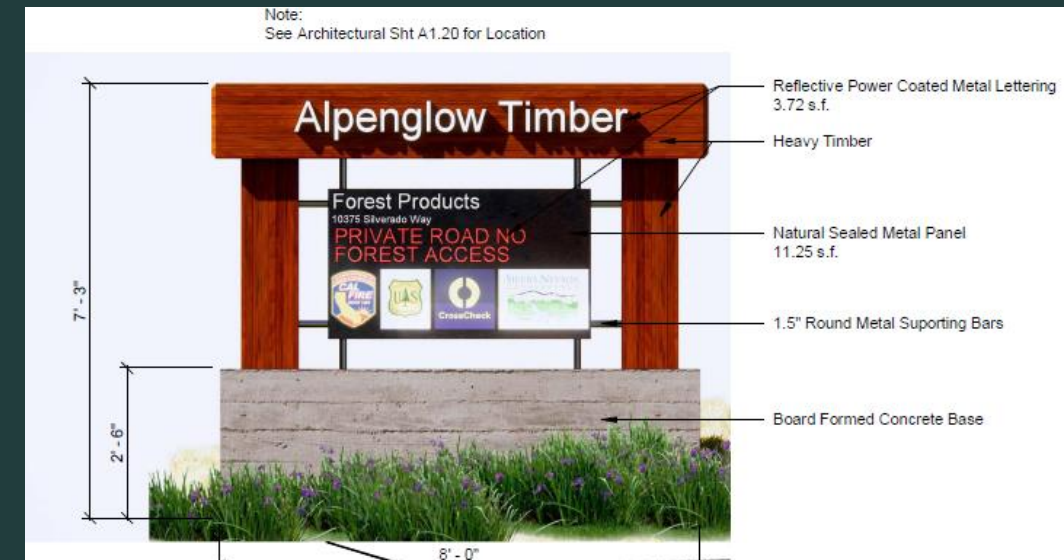 Note:
See Architectural Sht A1.20 for Location
Reflective Power Coated Metal Lettering
3.72 s.f.
Alpenglow Timber
Heavy Timber
Forest Products
10375 Silverado Way
PRIVATE ROAD NO
FOREST ACCESS
Natural Sealed Metal Panel
11.25 s.f.
CAL
FIRE
U S
CrossCheck
7' - 3"
1.5" Round Metal Suporting Bars
Board Formed Concrete Base
2' - 6"
8' - 0"